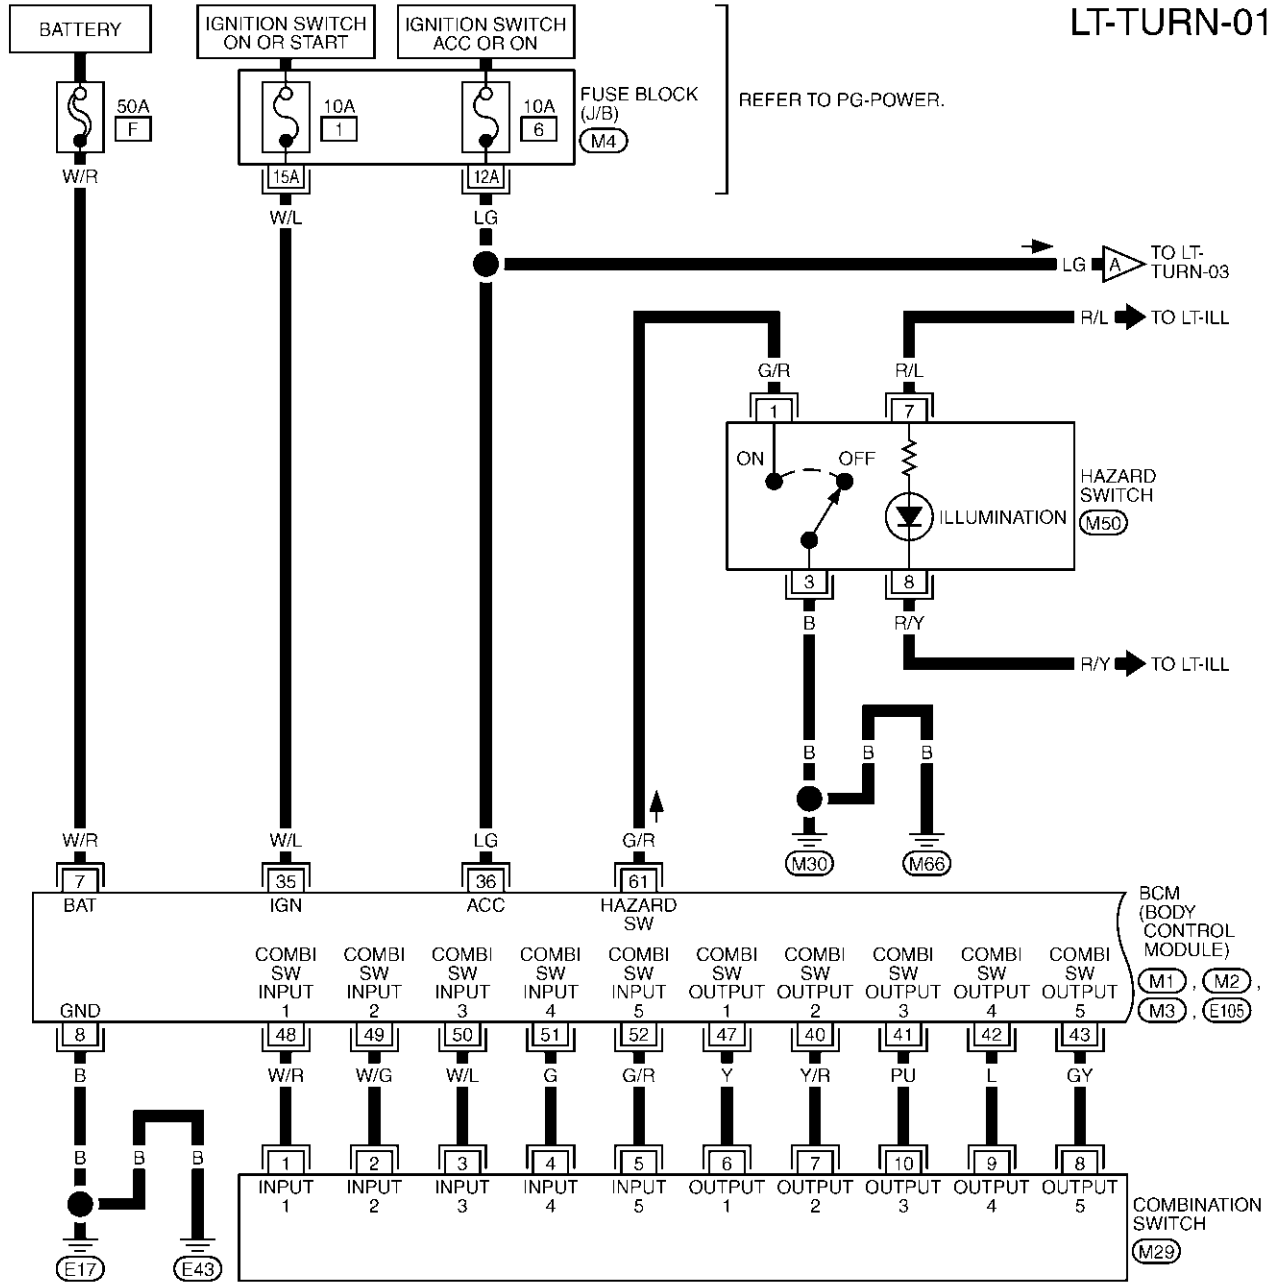 LT-TURN-01
BATTERY
IGNITION SWITCH
ON OR START
IGNITION SWITCH
ACC OR ON
50A
F
10A
1
10A
6
FUSE BLOCK
(J/B)
M4
REFER TO PG-POWER.
W/R
15A
12A
W/L
LG
LG
A
TO LT-
TURN-03
R/L
TO LT-ILL
G/R
R/L
1
7
ON
OFF
ILLUMINATION
HAZARD
SWITCH
M50
3
8
B
R/Y
R/Y
TO LT-ILL
B
B
B
M30
M66
W/R
W/L
LG
G/R
7
35
36
61
BAT
IGN
ACC
HAZARD
SW
BCM
(BODY
CONTROL
MODULE)
M1 , M2 ,
M3 , E105
COMBI
SW
INPUT
1
COMBI
SW
INPUT
2
COMBI
SW
INPUT
3
COMBI
SW
INPUT
4
COMBI
SW
INPUT
5
COMBI
SW
OUTPUT
1
COMBI
SW
OUTPUT
2
COMBI
SW
OUTPUT
3
COMBI
SW
OUTPUT
4
COMBI
SW
OUTPUT
5
GND
8
48
49
50
51
52
47
40
41
42
43
B
W/R
W/G
W/L
G
G/R
Y
Y/R
PU
L
GY
B
B
B
1
2
3
4
5
6
7
10
9
8
INPUT
1
INPUT
2
INPUT
3
INPUT
4
INPUT
5
OUTPUT
1
OUTPUT
2
OUTPUT
3
OUTPUT
4
OUTPUT
5
COMBINATION
SWITCH
M29
E17
E43